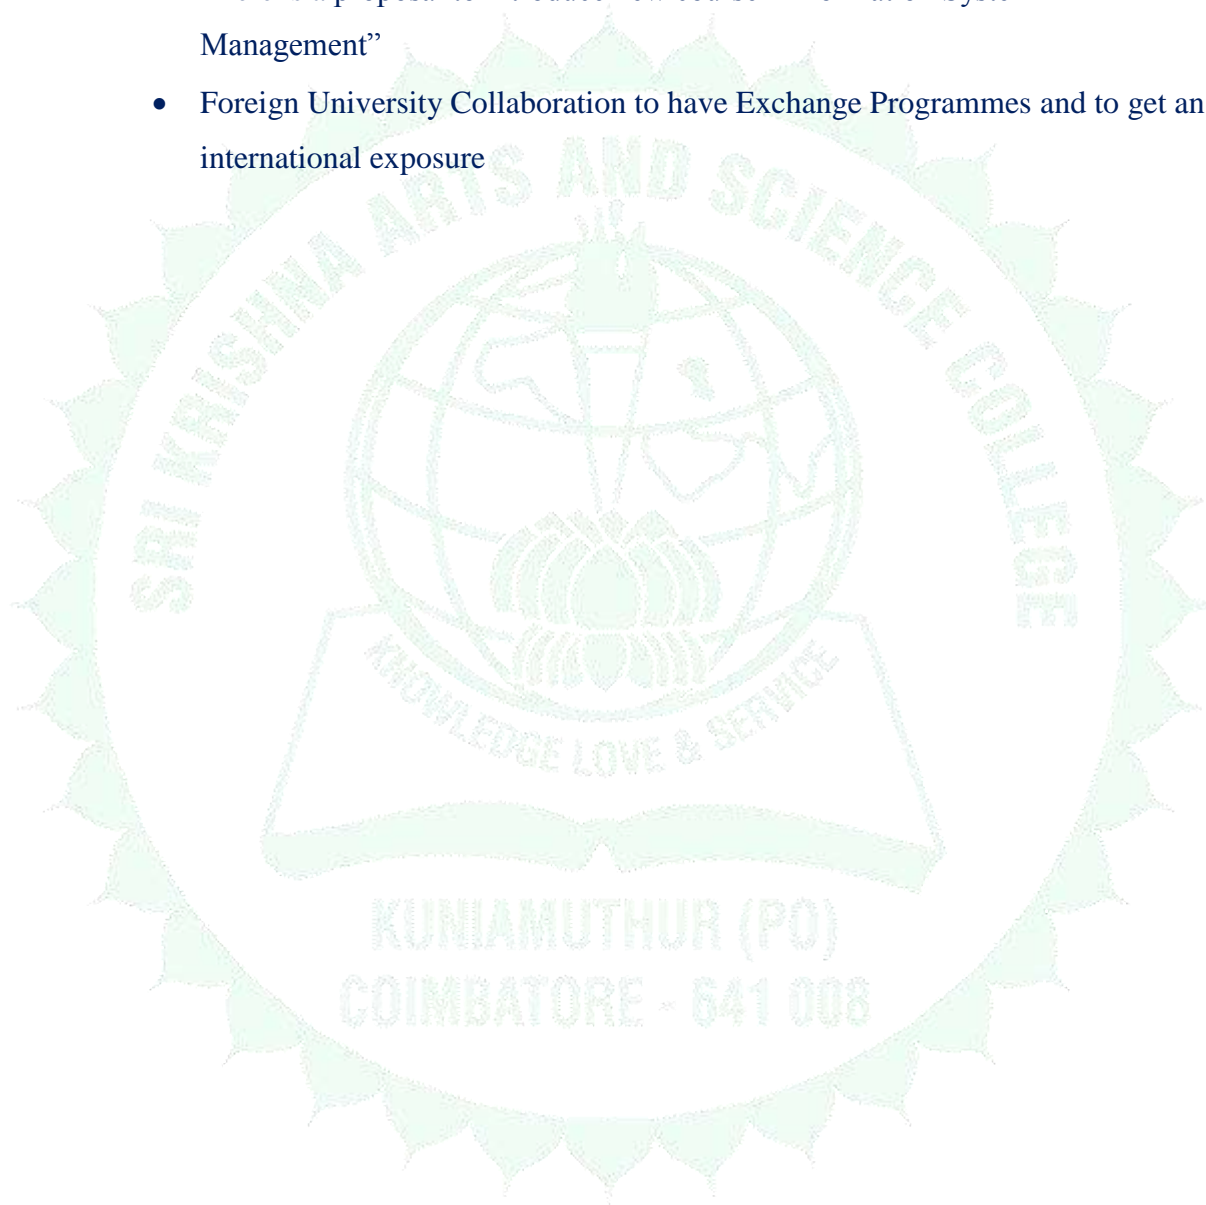 Management”
• Foreign University Collaboration to have Exchange Programmes and to get an
international exposure
SRI KRISHNA ARTS AND SCIENCE COLLEGE
KNOWLEDGE LOVE & SERVICE
KUNIAMUTHUR (PO)
COIMBATORE - 641 008